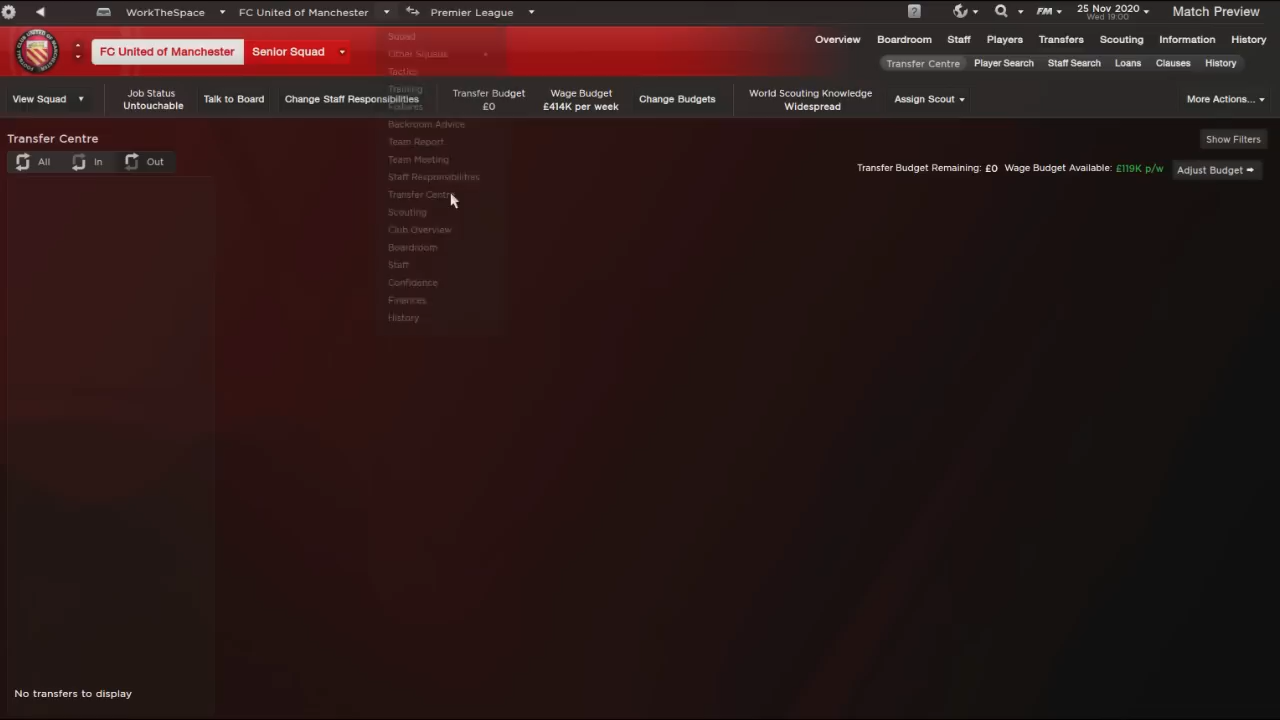 WorkTheSpace FC United of Manchester Premier League FM 25 Nov 2020 Wed 19:00 Match Preview
FC United of Manchester Senior Squad
Overview Boardroom Staff Players Transfers Scouting Information History
Transfer Centre Player Search Staff Search Loans Clauses History
View Squad Job Status Untouchable Talk to Board Change Staff Responsibilities Transfer Budget £0 Wage Budget £414K per week Change Budgets World Scouting Knowledge Widespread Assign Scout More Actions...
Squad
Other Squads
Tactics
Training
Fixtures
Backroom Advice
Team Report
Team Meeting
Staff Responsibilities
Transfer Centre
Scouting
Club Overview
Boardroom
Staff
Confidence
Finances
History
Transfer Centre
Show Filters
All In Out
Transfer Budget Remaining: £0 Wage Budget Available: £119K p/w Adjust Budget
No transfers to display